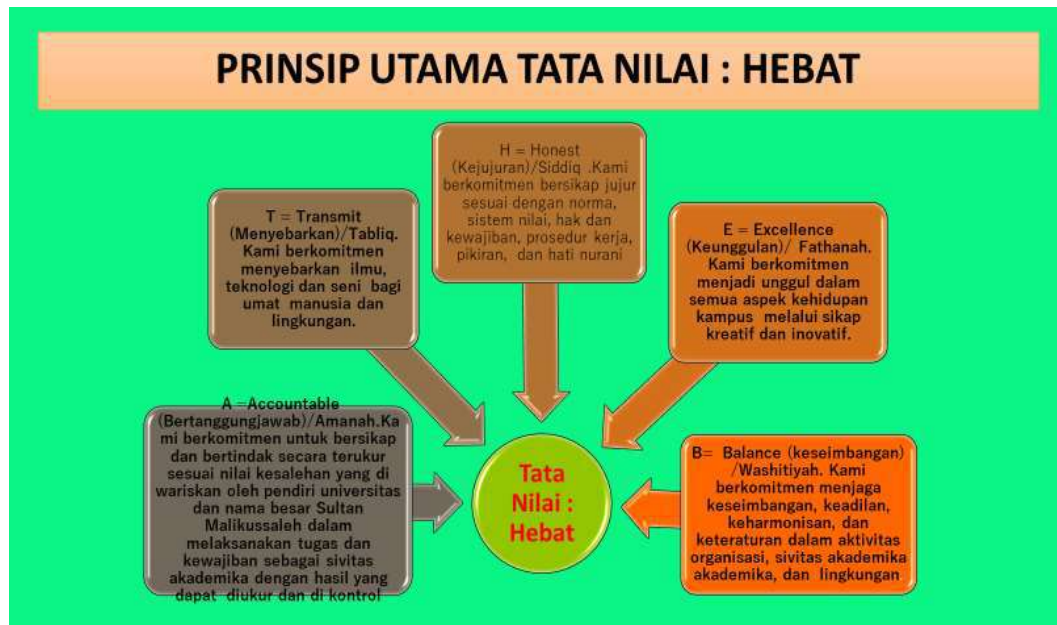 PRINSIP UTAMA TATA NILAI : HEBAT
H = Honest
(Kejujuran)/Siddiq .Kami
berkomitmen bersikap jujur
sesuai dengan norma,
sistem nilai, hak dan
kewajiban, prosedur kerja,
pikiran, dan hati nurani
E = Excellence
(Keunggulan)/ Fathanah.
Kami berkomitmen
menjadi unggul dalam
semua aspek kehidupan
kampus melalui sikap
kreatif dan inovatif.
B= Balance (keseimbangan)
/Washitiyah. Kami
berkomitmen menjaga
keseimbangan, keadilan,
keharmonisan, dan
keteraturan dalam aktivitas
organisasi, sivitas akademika
akademika, dan lingkungan
A =Accountable
(Bertanggungjawab)/Amanah.Ka
mi berkomitmen untuk bersikap
dan bertindak secara terukur
sesuai nilai kesalehan yang di
wariskan oleh pendiri universitas
dan nama besar Sultan
Malikussaleh dalam
melaksanakan tugas dan
kewajiban sebagai sivitas
akademika dengan hasil yang
dapat diukur dan di kontrol
T = Transmit
(Menyebarkan)/Tabliq.
Kami berkomitmen
menyebarkan ilmu,
teknologi dan seni bagi
umat manusia dan
lingkungan.
Tata
Nilai :
Hebat